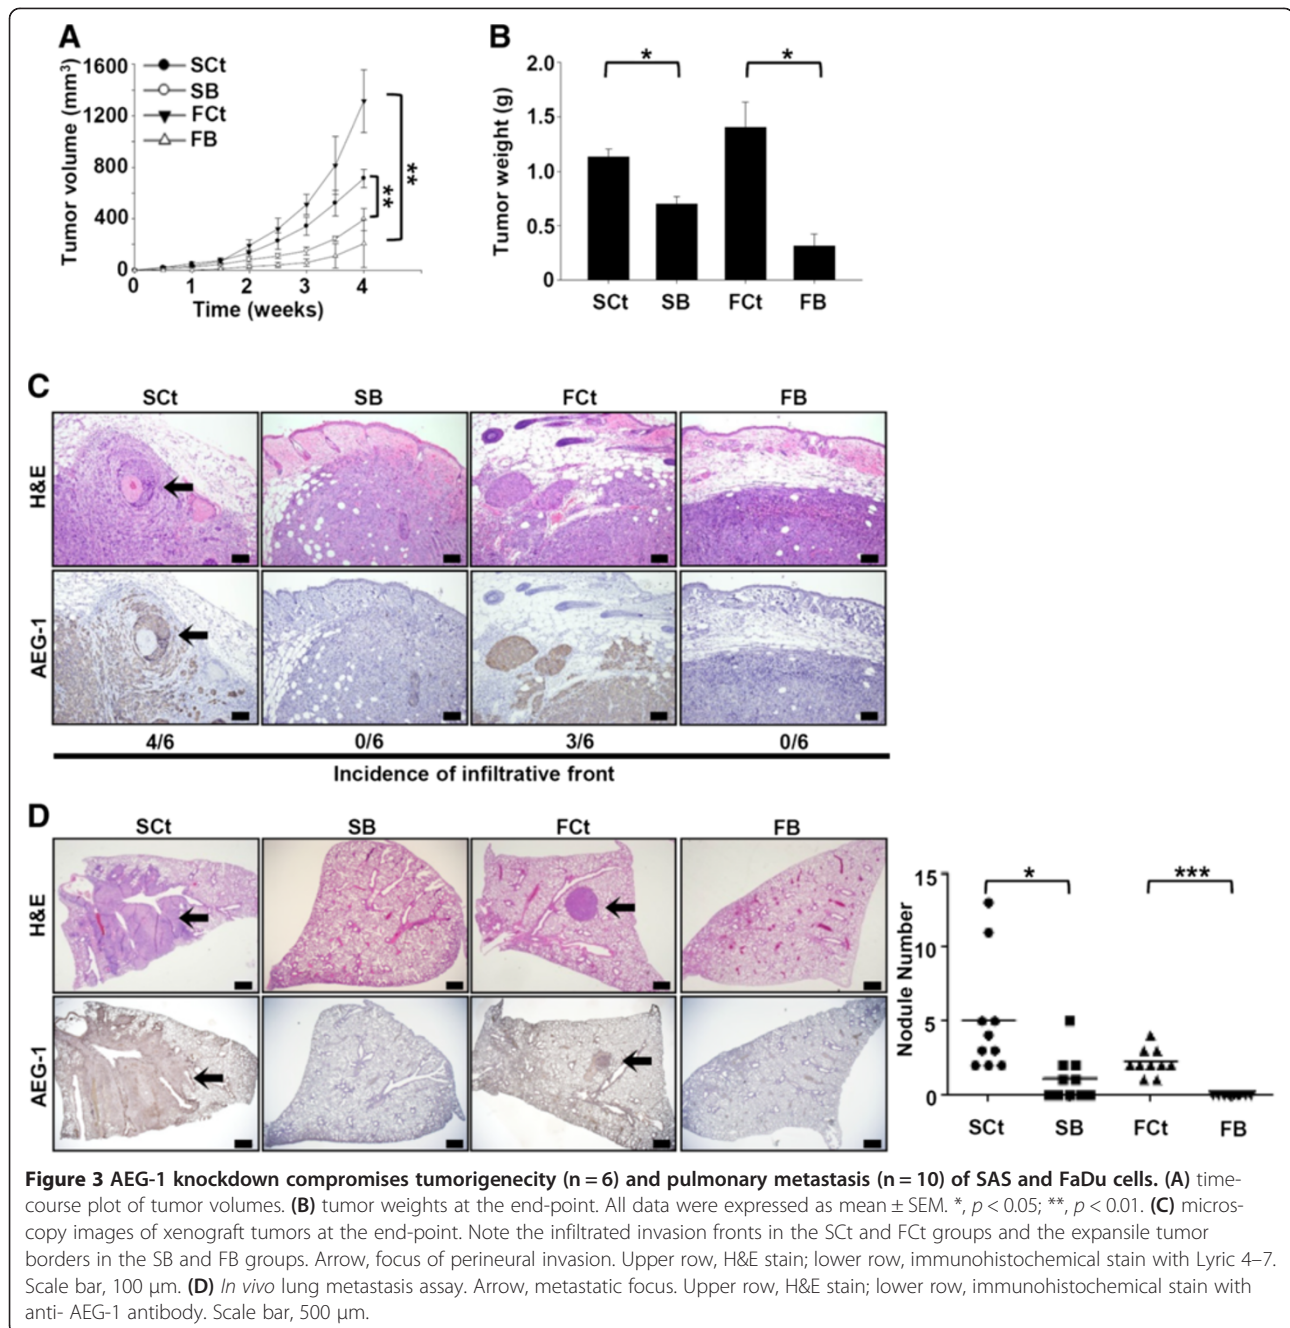 A
Tumor volume (mm³)
1600
1200
800
400
0
SCt
SB
FCt
FB
**
**
0 1 2 3 4
Time (weeks)
B
Tumor weight (g)
2.0
1.5
1.0
0.5
0
* *
SCt SB FCt FB
C
SCt SB FCt FB
H&E
AEG-1
4/6 0/6 3/6 0/6
Incidence of infiltrative front
D
SCt SB FCt FB
H&E
AEG-1
Nodule Number
15
10
5
0
* ***
SCt SB FCt FB
Figure 3 AEG-1 knockdown compromises tumorigenecity (n = 6) and pulmonary metastasis (n = 10) of SAS and FaDu cells. (A) time-
course plot of tumor volumes. (B) tumor weights at the end-point. All data were expressed as mean ± SEM. *, p < 0.05; **, p < 0.01. (C) micros-
copy images of xenograft tumors at the end-point. Note the infiltrated invasion fronts in the SCt and FCt groups and the expansile tumor
borders in the SB and FB groups. Arrow, focus of perineural invasion. Upper row, H&E stain; lower row, immunohistochemical stain with Lyric 4–7.
Scale bar, 100 μm. (D) In vivo lung metastasis assay. Arrow, metastatic focus. Upper row, H&E stain; lower row, immunohistochemical stain with
anti- AEG-1 antibody. Scale bar, 500 μm.